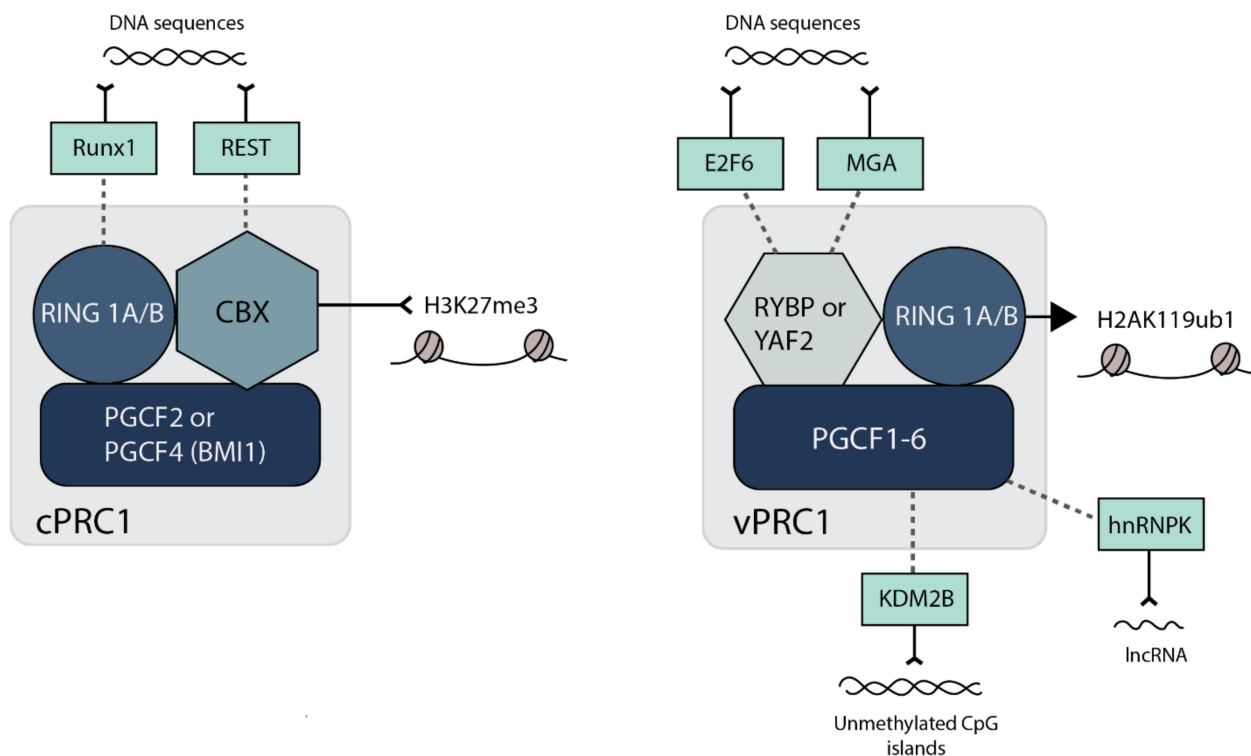 DNA sequences
Runx1
REST
RING 1A/B
CBX
H3K27me3
PGCF2 or
PGCF4 (BMI1)
cPRC1
DNA sequences
E2F6
MGA
RYBP or
YAF2
RING 1A/B
H2AK119ub1
PGCF1-6
vPRC1
hnRNPK
KDM2B
lncRNA
Unmethylated CpG
islands